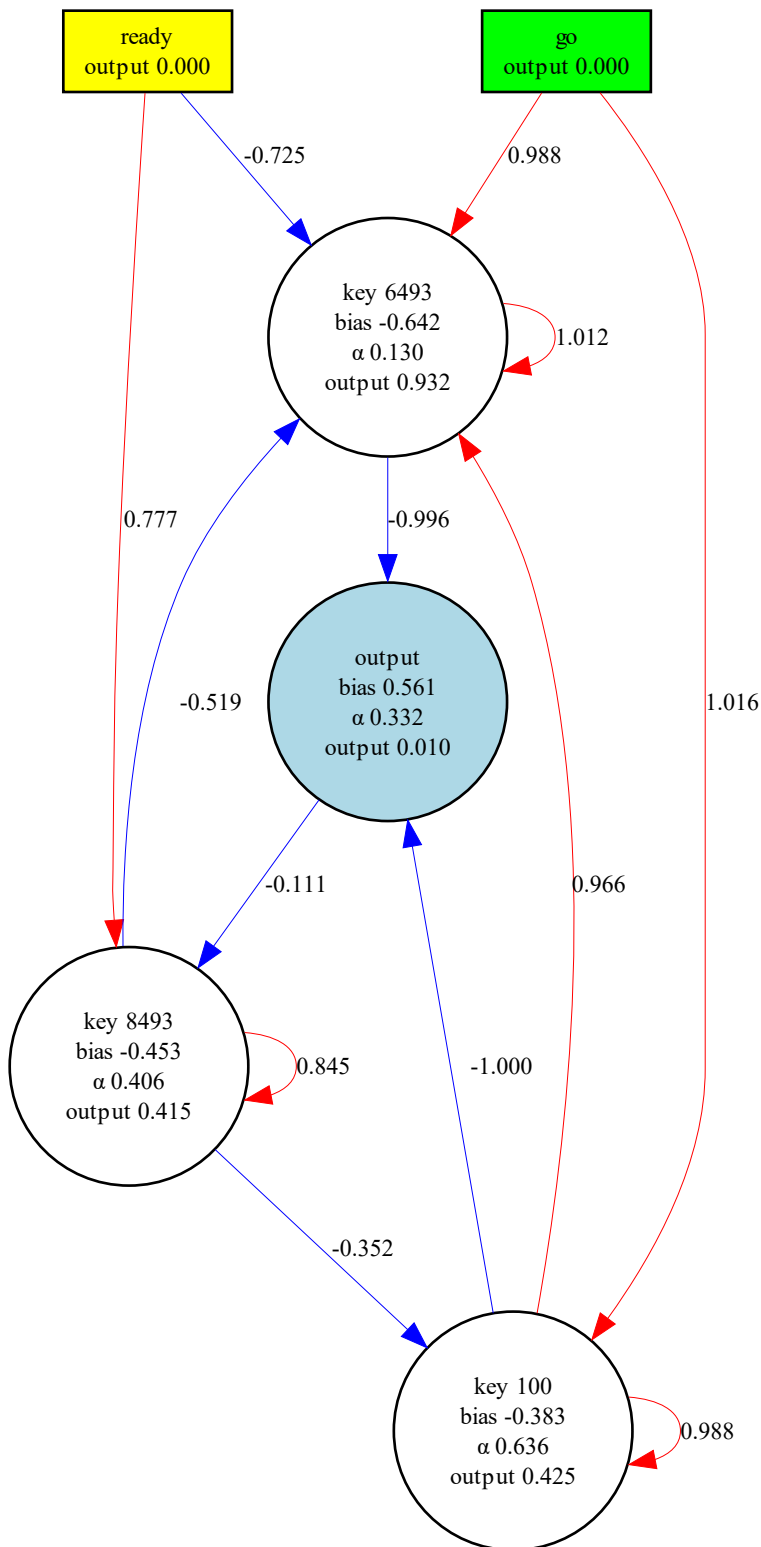 ready
output 0.000
go
output 0.000
-0.725
0.988
key 6493
bias -0.642
α 0.130
output 0.932
1.012
0.777
-0.996
output
bias 0.561
α 0.332
output 0.010
-0.519
1.016
-0.111
0.966
key 8493
bias -0.453
α 0.406
output 0.415
0.845
-1.000
-0.352
key 100
bias -0.383
α 0.636
output 0.425
0.988